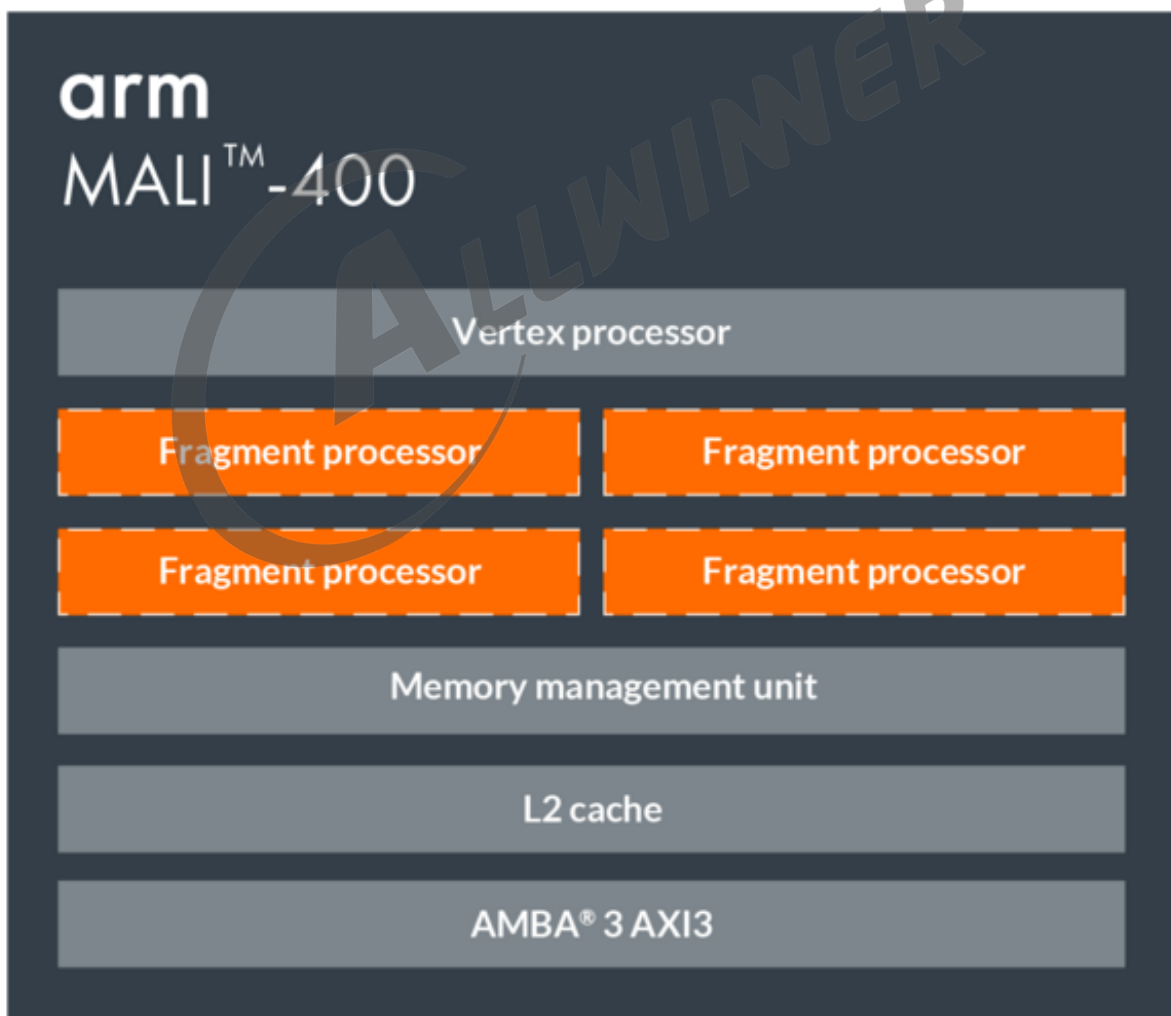 arm
MALI™-400
ALLWINNER
Vertex processor
Fragment processor
Fragment processor
Fragment processor
Fragment processor
Memory management unit
L2 cache
AMBA® 3 AXI3